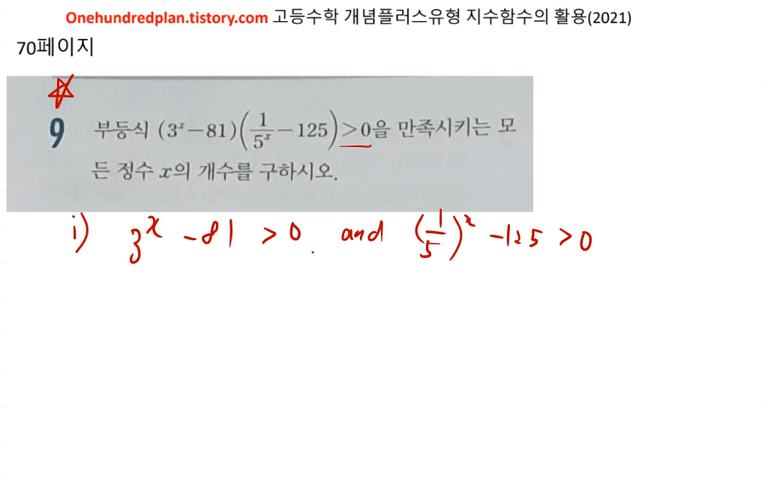 Onehundredplan.tistory.com 고등수학 개념플러스유형 지수함수의 활용(2021)
70페이지
9 부등식 (3ˣ−81)(1/5ˣ−125)>0을 만족시키는 모
든 정수 x의 개수를 구하시오.
i) 3ˣ −81 > 0. and (1/5)ˣ −125 > 0